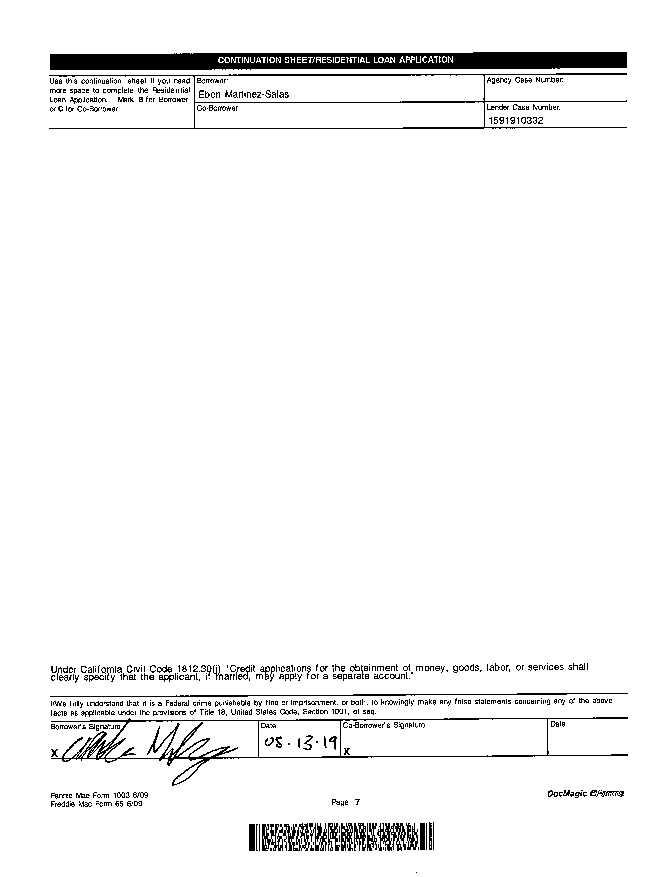 CONTINUATION SHEET/RESIDENTIAL LOAN APPLICATION
Use this continuation sheet if you need
more space to complete the Residential
Loan Application. Mark B for Borrower
or C for Co-Borrower.
Borrower:
Eben Martinez-Salas
Agency Case Number:
Co-Borrower:
Lender Case Number:
1591910332
Under California Civil Code 1812.30(j) "Credit applications for the obtainment of money, goods, labor, or services shall
clearly specify that the applicant, if married, may apply for a separate account."
I/We fully understand that it is a Federal crime punishable by fine or imprisonment, or both, to knowingly make any false statements concerning any of the above
facts as applicable under the provisions of Title 18, United States Code, Section 1001, et seq.
Borrower's Signature
Date
Co-Borrower's Signature
Date
X
08.13.19
X
Fannie Mae Form 1003 6/09
Freddie Mac Form 65 6/09
Page 7
DocMagic